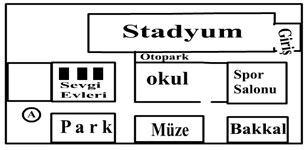 Stadyum
Giriş
Otopark
okul
Spor
Salonu
Sevgi
Evleri
A
Park
Müze
Bakkal